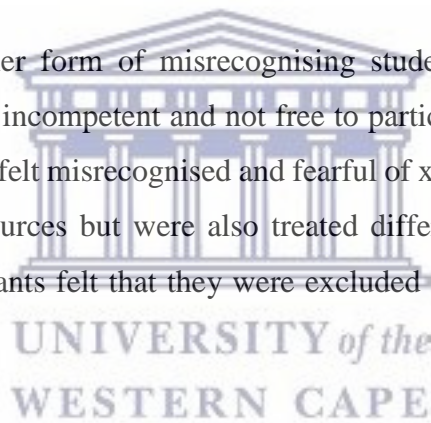 er form of misrecognising stude
incompetent and not free to partic
felt misrecognised and fearful of x
urces but were also treated diffe
ants felt that they were excluded
UNIVERSITY of the
WESTERN CAPE